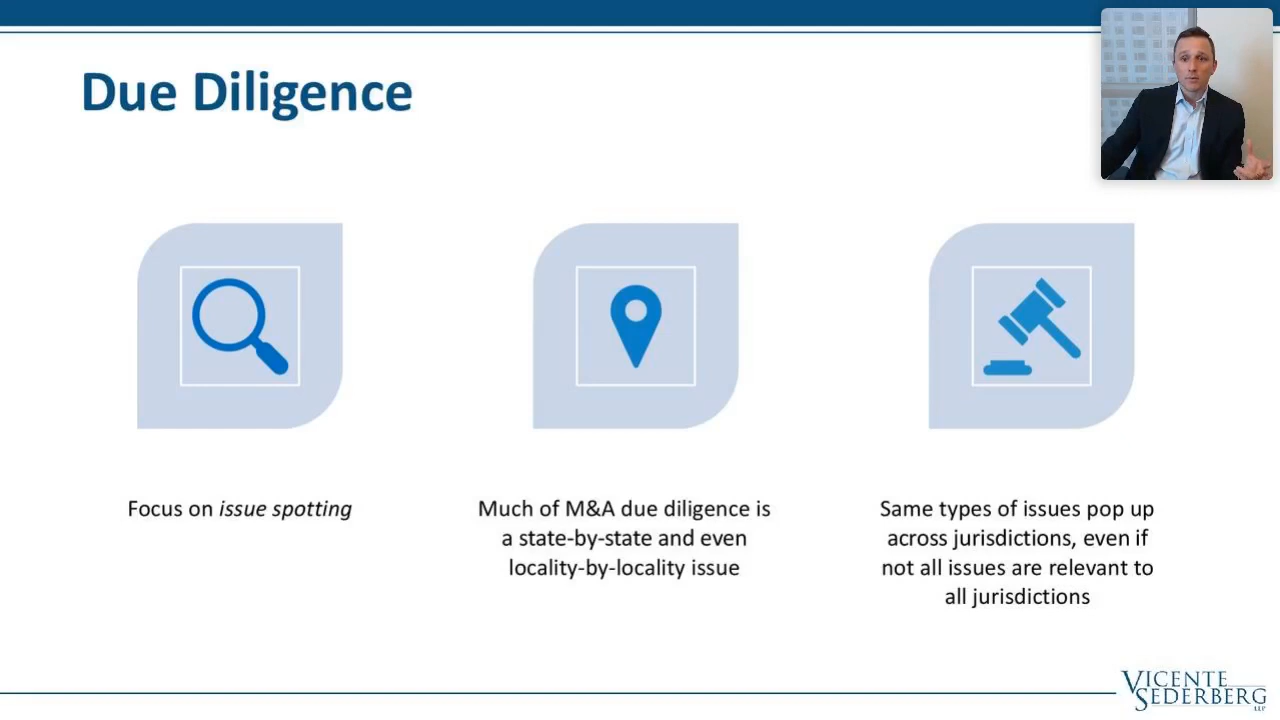 Due Diligence
Focus on issue spotting
Much of M&A due diligence is
a state-by-state and even
locality-by-locality issue
Same types of issues pop up
across jurisdictions, even if
not all issues are relevant to
all jurisdictions
VICENTE
SEDERBERG
LLP